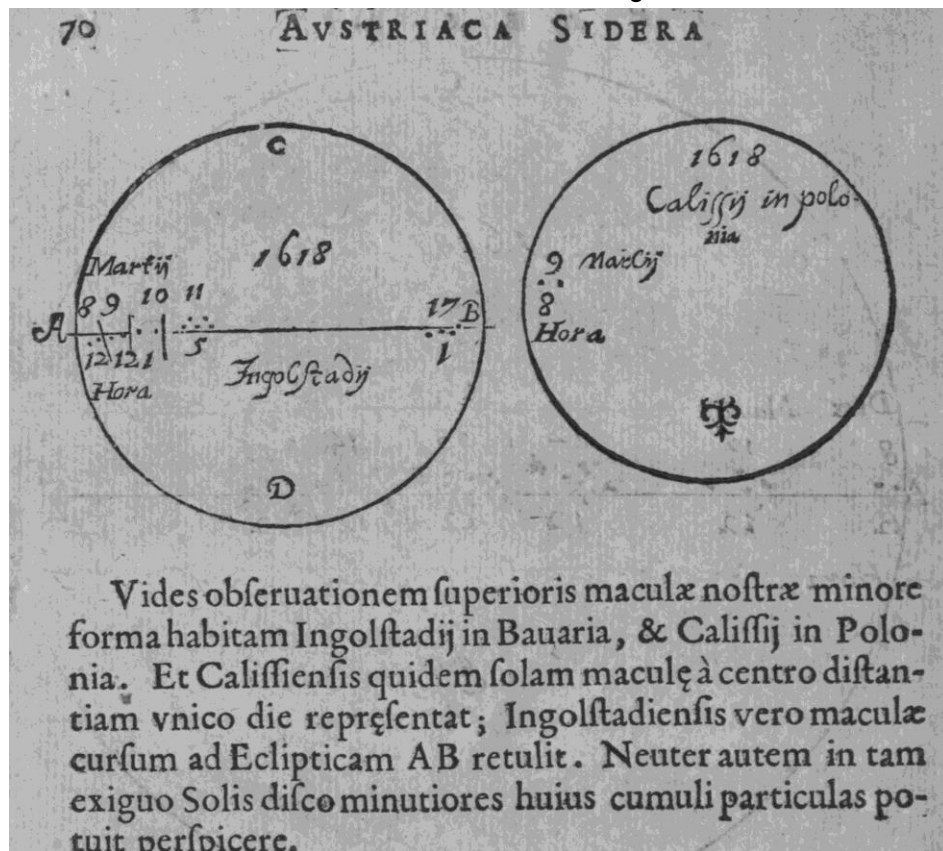 70 AVSTRIACA SIDERA
C
1618
Martij
8 9 10 11
17 B
A
12 12 1 5
1
Hora
Ingolſtadij
D
1618
Caliſſij in polo-
nia
9 Martij
8
Hora
Vides obſeruationem ſuperioris maculæ noſtræ minore
forma habitam Ingolſtadij in Bauaria, & Caliſſij in Polo-
nia. Et Caliſſienſis quidem ſolam maculę à centro diſtan-
tiam vnico die repręſentat; Ingolſtadienſis vero maculæ
curſum ad Eclipticam AB retulit. Neuter autem in tam
exiguo Solis diſco minutiores huius cumuli particulas po-
tuit perſpicere.